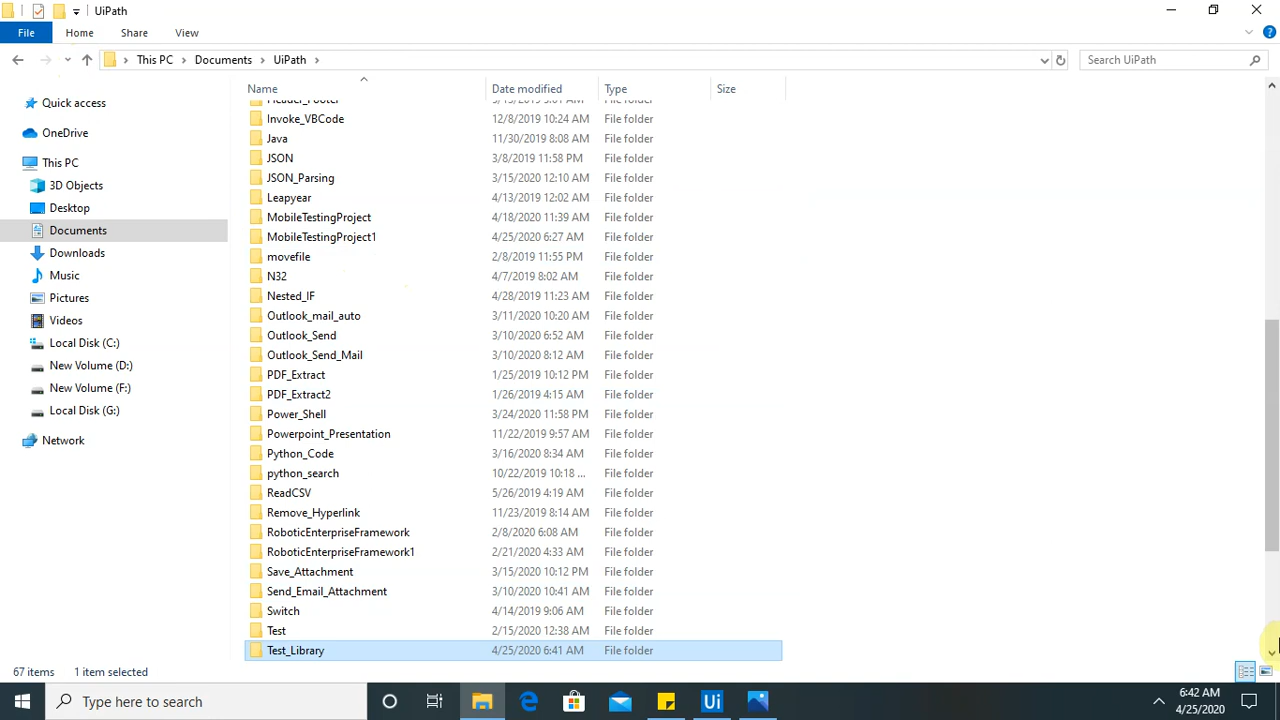 UiPath
File Home Share View
This PC Documents UiPath Search UiPath
Name Date modified Type Size
Quick access
OneDrive
This PC
3D Objects
Desktop
Documents
Downloads
Music
Pictures
Videos
Local Disk (C:)
New Volume (D:)
New Volume (F:)
Local Disk (G:)
Network
Invoke_VBCode 12/8/2019 10:24 AM File folder
Java 11/30/2019 8:08 AM File folder
JSON 3/8/2019 11:58 PM File folder
JSON_Parsing 3/15/2020 12:10 AM File folder
Leapyear 4/13/2019 12:02 AM File folder
MobileTestingProject 4/18/2020 11:39 AM File folder
MobileTestingProject1 4/25/2020 6:27 AM File folder
movefile 2/8/2019 11:55 PM File folder
N32 4/7/2019 8:02 AM File folder
Nested_IF 4/28/2019 11:23 AM File folder
Outlook_mail_auto 3/11/2020 10:20 AM File folder
Outlook_Send 3/10/2020 6:52 AM File folder
Outlook_Send_Mail 3/10/2020 8:12 AM File folder
PDF_Extract 1/25/2019 10:12 PM File folder
PDF_Extract2 1/26/2019 4:15 AM File folder
Power_Shell 3/24/2020 11:58 PM File folder
Powerpoint_Presentation 11/22/2019 9:57 AM File folder
Python_Code 3/16/2020 8:34 AM File folder
python_search 10/22/2019 10:18 ... File folder
ReadCSV 5/26/2019 4:19 AM File folder
Remove_Hyperlink 11/23/2019 8:14 AM File folder
RoboticEnterpriseFramework 2/8/2020 6:08 AM File folder
RoboticEnterpriseFramework1 2/21/2020 4:33 AM File folder
Save_Attachment 3/15/2020 10:12 PM File folder
Send_Email_Attachment 3/10/2020 10:41 AM File folder
Switch 4/14/2019 9:06 AM File folder
Test 2/15/2020 12:38 AM File folder
Test_Library 4/25/2020 6:41 AM File folder
67 items 1 item selected
Type here to search
Ui
6:42 AM
4/25/2020